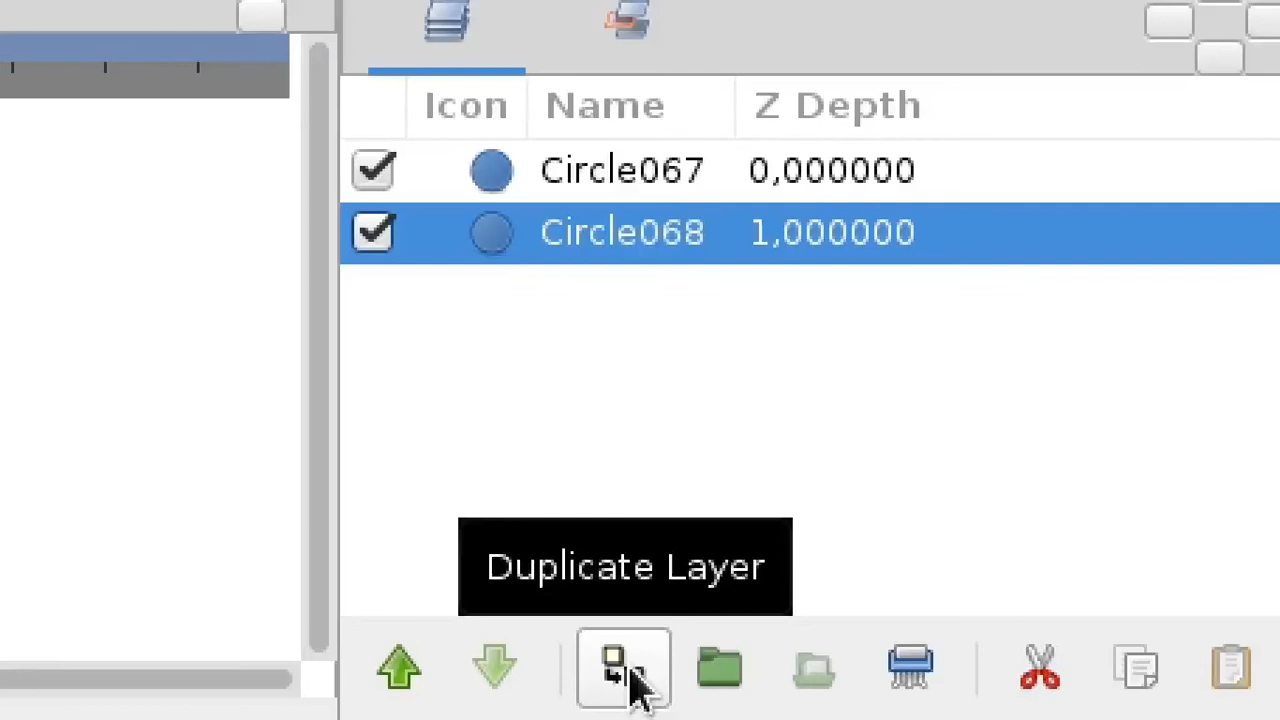 Icon Name Z Depth
Circle067 0,000000
Circle068 1,000000
Duplicate Layer